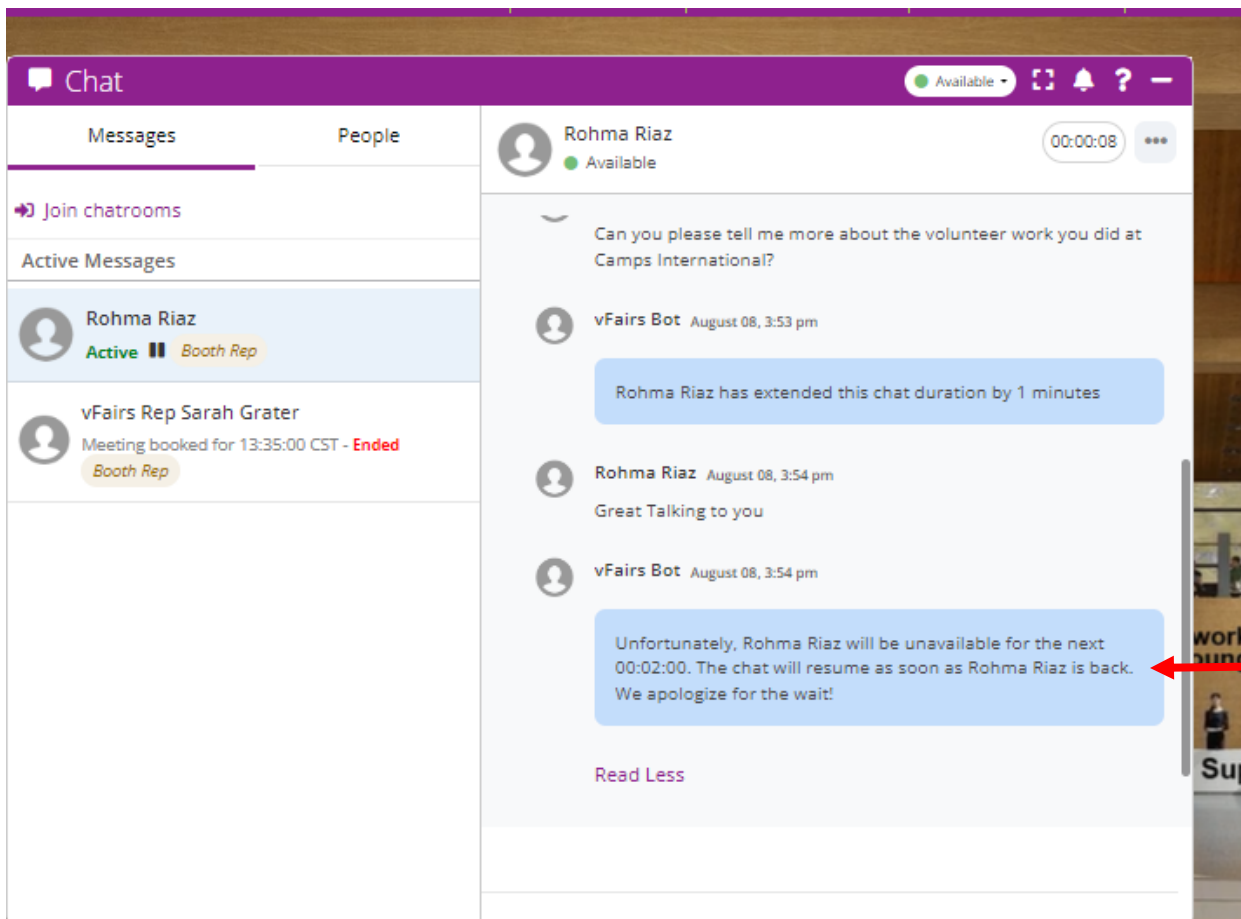 Chat
Available
Messages
People
Join chatrooms
Active Messages
Rohma Riaz
Active
Booth Rep
vFairs Rep Sarah Grater
Meeting booked for 13:35:00 CST - Ended
Booth Rep
Rohma Riaz
Available
00:00:08
Can you please tell me more about the volunteer work you did at
Camps International?
vFairs Bot August 08, 3:53 pm
Rohma Riaz has extended this chat duration by 1 minutes
Rohma Riaz August 08, 3:54 pm
Great Talking to you
vFairs Bot August 08, 3:54 pm
Unfortunately, Rohma Riaz will be unavailable for the next
00:02:00. The chat will resume as soon as Rohma Riaz is back.
We apologize for the wait!
Read Less